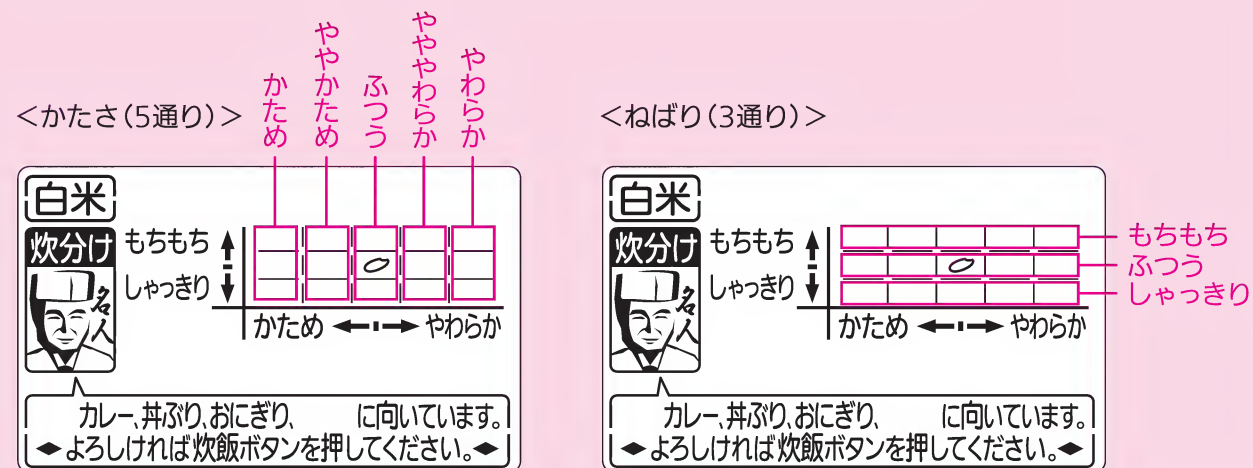 <かたさ(5通り)>
かため
ややかため
ふつう
やややわらか
やわらか
白米
炊分け
名人
もちもち
しゃっきり
かため
やわらか
カレー、丼ぶり、おにぎり、 に向いています。
よろしければ炊飯ボタンを押してください。
<ねばり(3通り)>
白米
炊分け
名人
もちもち
しゃっきり
かため
やわらか
もちもち
ふつう
しゃっきり
カレー、丼ぶり、おにぎり、 に向いています。
よろしければ炊飯ボタンを押してください。